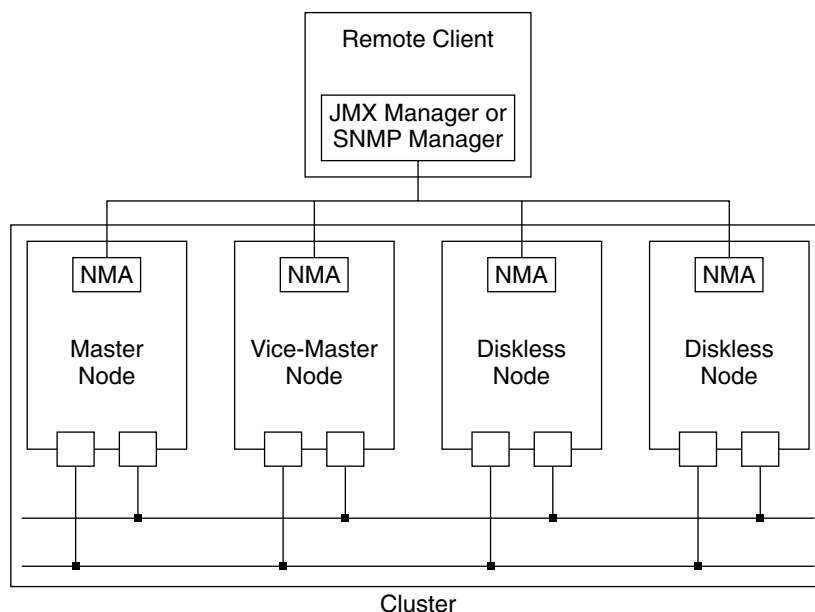 Remote Client
JMX Manager or
SNMP Manager
NMA
NMA
NMA
NMA
Master
Node
Vice-Master
Node
Diskless
Node
Diskless
Node
Cluster